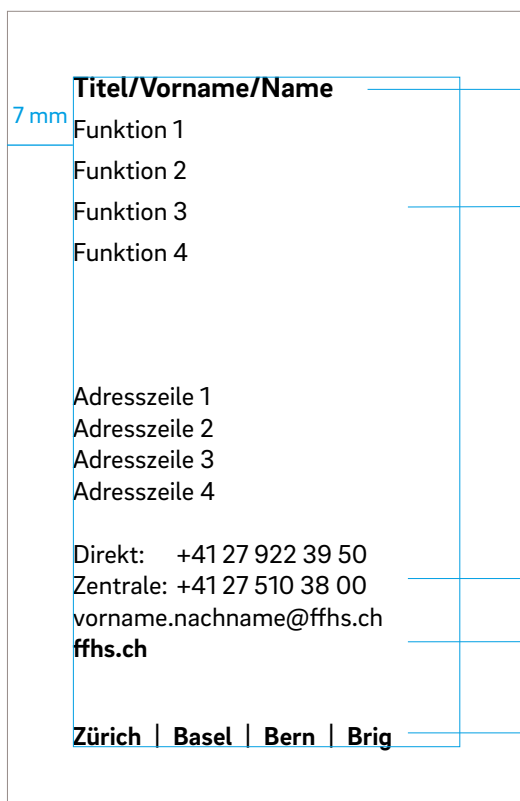 Titel/Vorname/Name
7 mm
Funktion 1
Funktion 2
Funktion 3
Funktion 4
Adresszeile 1
Adresszeile 2
Adresszeile 3
Adresszeile 4
Direkt: +41 27 922 39 50
Zentrale: +41 27 510 38 00
vorname.nachname@ffhs.ch
ffhs.ch
Zürich | Basel | Bern | Brig